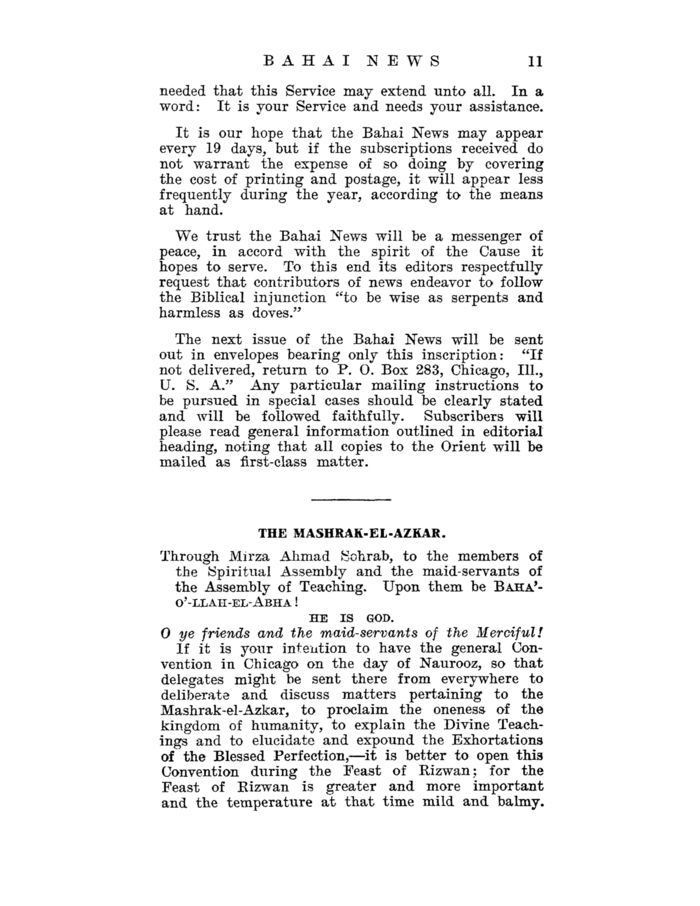 BAHAI NEWS 11
needed that this Service may extend unto all. In a
word: It is your Service and needs your assistance.
It is our hope that the Bahai News may appear
every 19 days, but if the subscriptions received do
not warrant the expense of so doing by covering
the cost of printing and postage, it will appear less
frequently during the year, according to the means
at hand.
We trust the Bahai News will be a messenger of
peace, in accord with the spirit of the Cause it
hopes to serve. To this end its editors respectfully
request that contributors of news endeavor to follow
the Biblical injunction “to be wise as serpents and
harmless as doves.”
The next issue of the Bahai News will be sent
out in envelopes bearing only this inscription: “If
not delivered, return to P. O. Box 283, Chicago, Ill.,
U. S. A.” Any particular mailing instructions to
be pursued in special cases should be clearly stated
and will be followed faithfully. Subscribers will
please read general information outlined in editorial
heading, noting that all copies to the Orient will be
mailed as first-class matter.
THE MASHRAK-EL-AZKAR.
Through Mirza Ahmad Sohrab, to the members of
the Spiritual Assembly and the maid-servants of
the Assembly of Teaching. Upon them be BAHA’-
O’-LLAH-EL-ABHA!
HE IS GOD.
O ye friends and the maid-servants of the Merciful!
If it is your intention to have the general Con-
vention in Chicago on the day of Naurooz, so that
delegates might be sent there from everywhere to
deliberate and discuss matters pertaining to the
Mashrak-el-Azkar, to proclaim the oneness of the
kingdom of humanity, to explain the Divine Teach-
ings and to elucidate and expound the Exhortations
of the Blessed Perfection,—it is better to open this
Convention during the Feast of Rizwan; for the
Feast of Rizwan is greater and more important
and the temperature at that time mild and balmy.